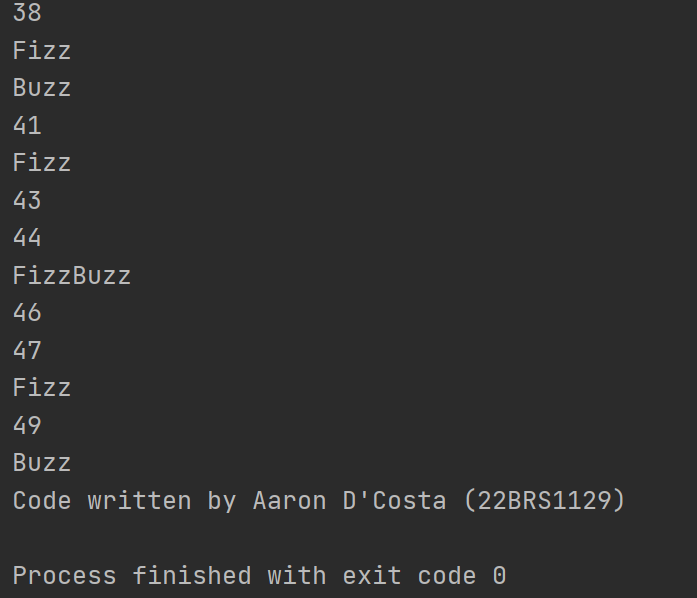 38
Fizz
Buzz
41
Fizz
43
44
FizzBuzz
46
47
Fizz
49
Buzz
Code written by Aaron D'Costa (22BRS1129)
Process finished with exit code 0